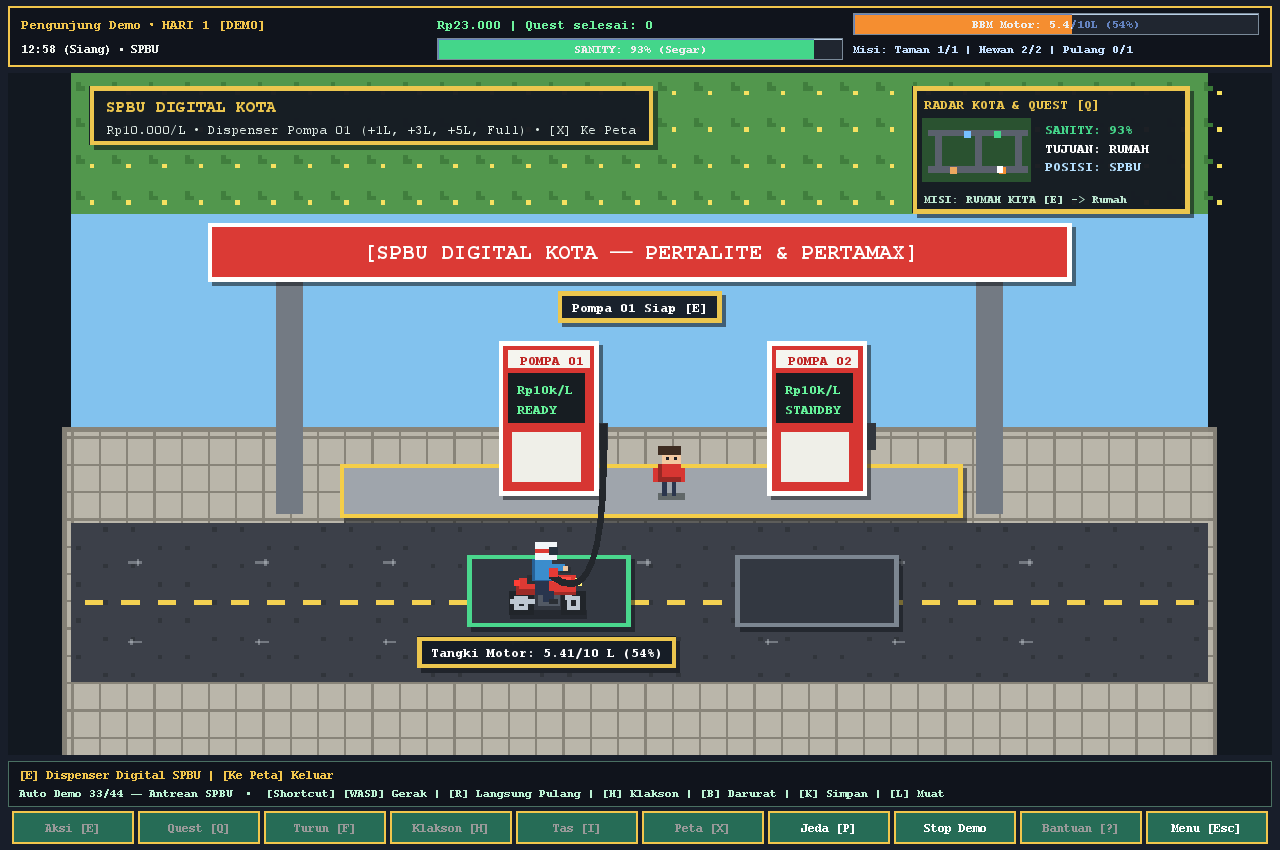 Pengunjung Demo • HARI 1 [DEMO]
12:58 (Siang) • SPBU
Rp23.000 | Quest selesai: 0
SANITY: 93% (Segar)
BBM Motor: 5.4/10L (54%)
Misi: Taman 1/1 | Hewan 2/2 | Pulang 0/1
SPBU DIGITAL KOTA
Rp10.000/L • Dispenser Pompa 01 (+1L, +3L, +5L, Full) • [X] Ke Peta
RADAR KOTA & QUEST [Q]
SANITY: 93%
TUJUAN: RUMAH
POSISI: SPBU
MISI: RUMAH KITA [E] -> Rumah
[SPBU DIGITAL KOTA — PERTALITE & PERTAMAX]
Pompa 01 Siap [E]
POMPA 01
Rp10k/L
READY
POMPA 02
Rp10k/L
STANDBY
Tangki Motor: 5.41/10 L (54%)
[E] Dispenser Digital SPBU | [Ke Peta] Keluar
Auto Demo 33/44 — Antrean SPBU • [Shortcut] [WASD] Gerak | [R] Langsung Pulang | [H] Klakson | [B] Darurat | [K] Simpan | [L] Muat
Aksi [E]
Quest [Q]
Turun [F]
Klakson [H]
Tas [I]
Peta [X]
Jeda [P]
Stop Demo
Bantuan [?]
Menu [Esc]